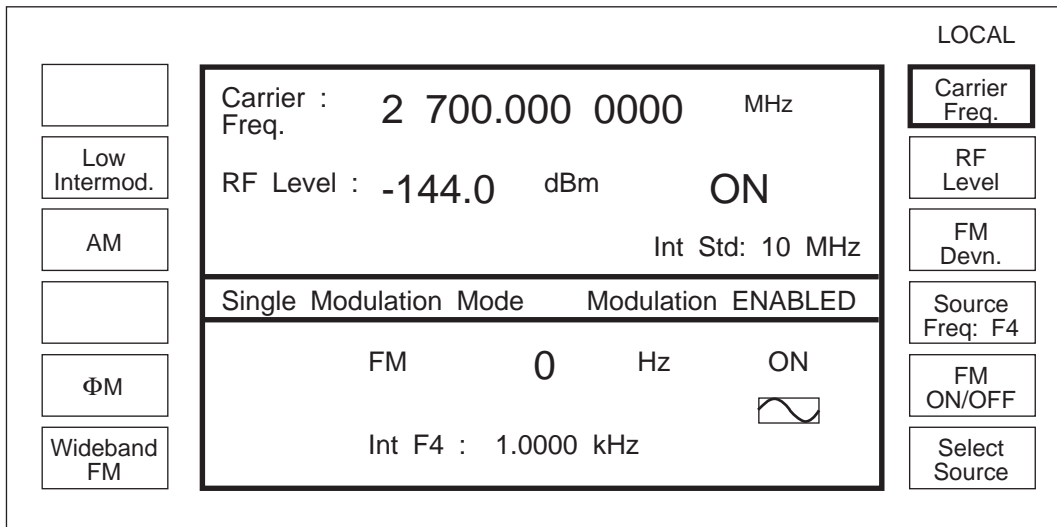 LOCAL
Low
Intermod.
AM
ΦM
Wideband
FM
Carrier :
Freq.
2 700.000 0000 MHz
RF Level : -144.0 dBm ON
Int Std: 10 MHz
Single Modulation Mode Modulation ENABLED
FM 0 Hz ON
Int F4 : 1.0000 kHz
Carrier
Freq.
RF
Level
FM
Devn.
Source
Freq: F4
FM
ON/OFF
Select
Source